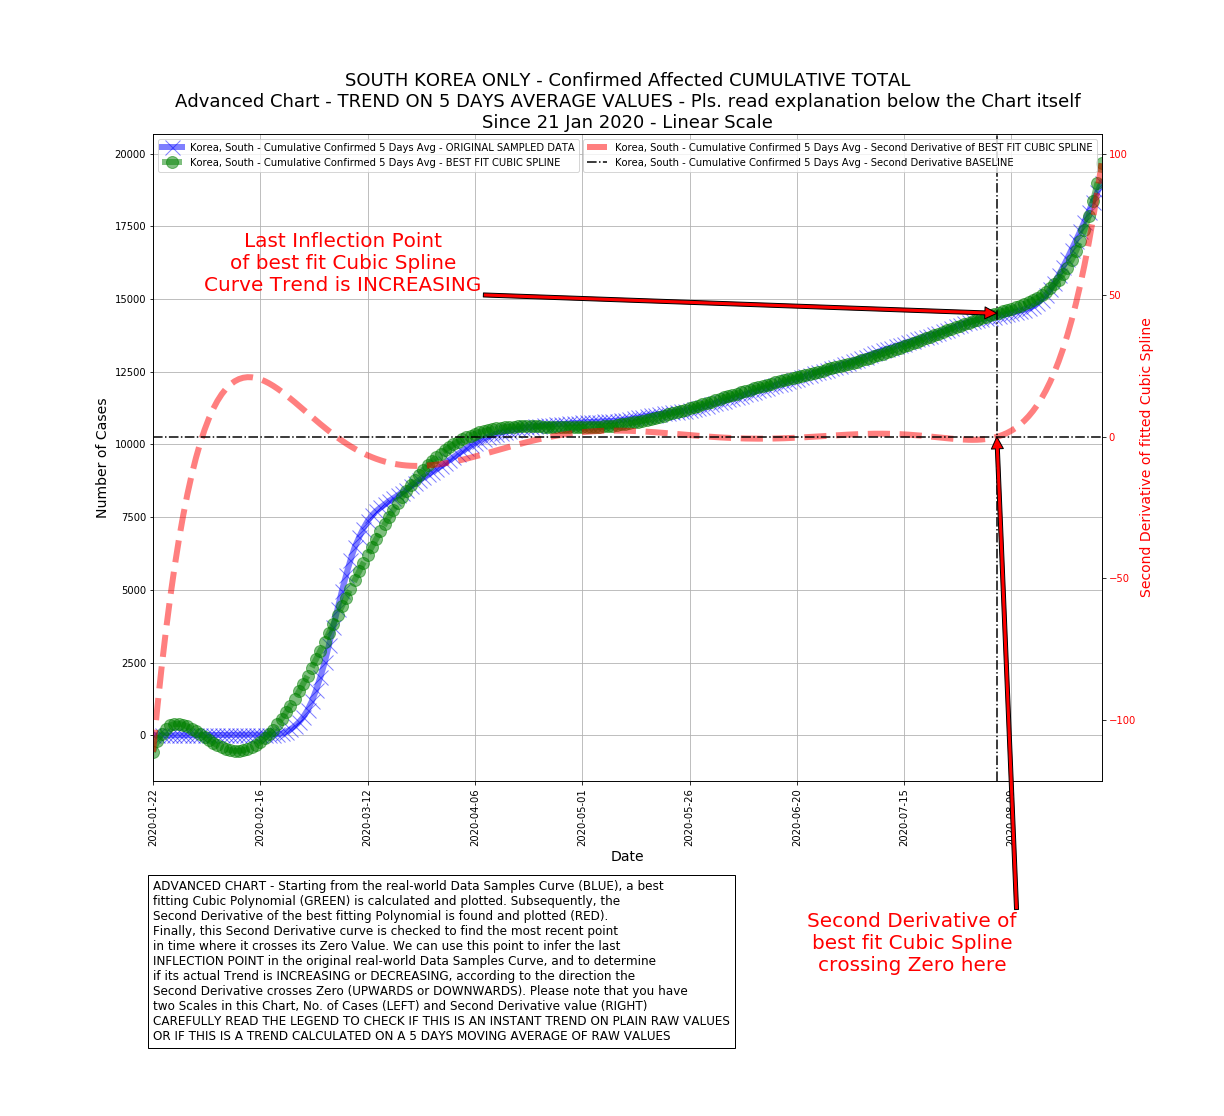 SOUTH KOREA ONLY - Confirmed Affected CUMULATIVE TOTAL
Advanced Chart - TREND ON 5 DAYS AVERAGE VALUES - Pls. read explanation below the Chart itself
Since 21 Jan 2020 - Linear Scale
Korea, South - Cumulative Confirmed 5 Days Avg - ORIGINAL SAMPLED DATA
Korea, South - Cumulative Confirmed 5 Days Avg - BEST FIT CUBIC SPLINE
Korea, South - Cumulative Confirmed 5 Days Avg - Second Derivative of BEST FIT CUBIC SPLINE
Korea, South - Cumulative Confirmed 5 Days Avg - Second Derivative BASELINE
Last Inflection Point
of best fit Cubic Spline
Curve Trend is INCREASING
Number of Cases
20000
17500
15000
12500
10000
7500
5000
2500
0
100
50
0
−50
−100
Second Derivative of fitted Cubic Spline
2020-01-22
2020-02-16
2020-03-12
2020-04-06
2020-05-01
2020-05-26
2020-06-20
2020-07-15
2020-08-09
Date
Second Derivative of
best fit Cubic Spline
crossing Zero here
ADVANCED CHART - Starting from the real-world Data Samples Curve (BLUE), a best
fitting Cubic Polynomial (GREEN) is calculated and plotted. Subsequently, the
Second Derivative of the best fitting Polynomial is found and plotted (RED).
Finally, this Second Derivative curve is checked to find the most recent point
in time where it crosses its Zero Value. We can use this point to infer the last
INFLECTION POINT in the original real-world Data Samples Curve, and to determine
if its actual Trend is INCREASING or DECREASING, according to the direction the
Second Derivative crosses Zero (UPWARDS or DOWNWARDS). Please note that you have
two Scales in this Chart, No. of Cases (LEFT) and Second Derivative value (RIGHT)
CAREFULLY READ THE LEGEND TO CHECK IF THIS IS AN INSTANT TREND ON PLAIN RAW VALUES
OR IF THIS IS A TREND CALCULATED ON A 5 DAYS MOVING AVERAGE OF RAW VALUES